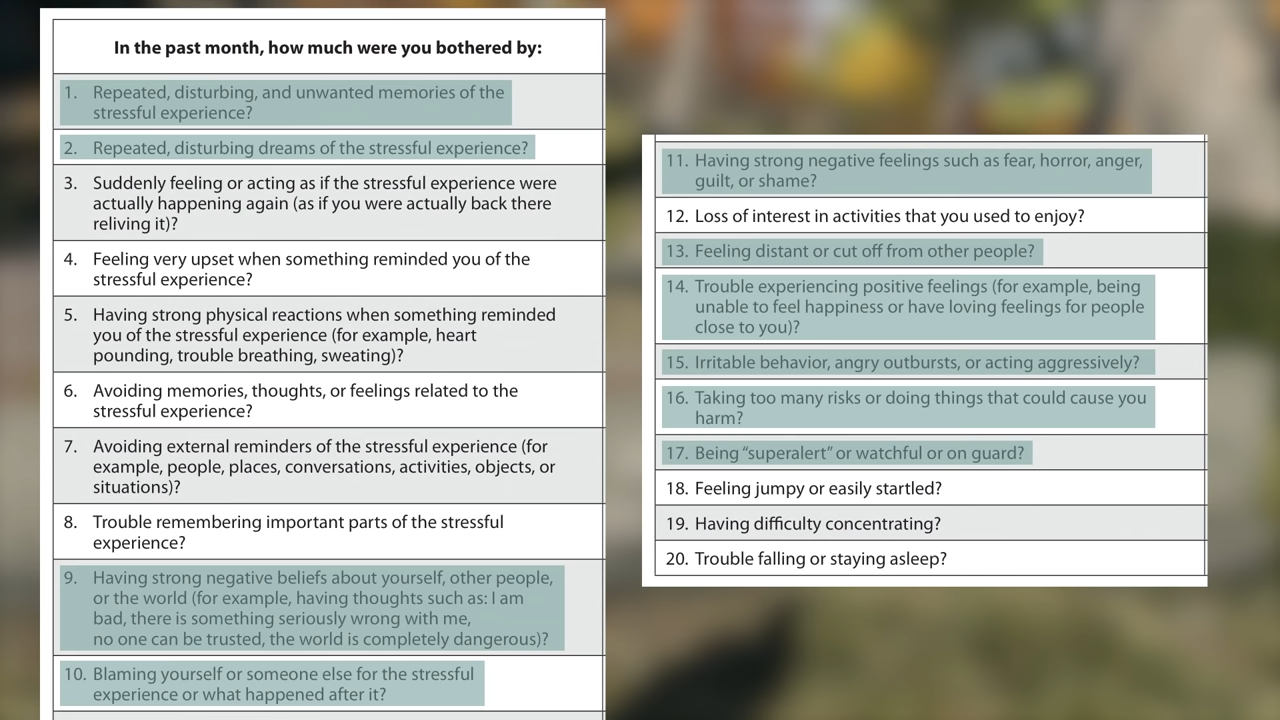 In the past month, how much were you bothered by:
1. Repeated, disturbing, and unwanted memories of the
stressful experience?
2. Repeated, disturbing dreams of the stressful experience?
3. Suddenly feeling or acting as if the stressful experience were
actually happening again (as if you were actually back there
reliving it)?
4. Feeling very upset when something reminded you of the
stressful experience?
5. Having strong physical reactions when something reminded
you of the stressful experience (for example, heart
pounding, trouble breathing, sweating)?
6. Avoiding memories, thoughts, or feelings related to the
stressful experience?
7. Avoiding external reminders of the stressful experience (for
example, people, places, conversations, activities, objects, or
situations)?
8. Trouble remembering important parts of the stressful
experience?
9. Having strong negative beliefs about yourself, other people,
or the world (for example, having thoughts such as: I am
bad, there is something seriously wrong with me,
no one can be trusted, the world is completely dangerous)?
10. Blaming yourself or someone else for the stressful
experience or what happened after it?
11. Having strong negative feelings such as fear, horror, anger,
guilt, or shame?
12. Loss of interest in activities that you used to enjoy?
13. Feeling distant or cut off from other people?
14. Trouble experiencing positive feelings (for example, being
unable to feel happiness or have loving feelings for people
close to you)?
15. Irritable behavior, angry outbursts, or acting aggressively?
16. Taking too many risks or doing things that could cause you
harm?
17. Being “superalert” or watchful or on guard?
18. Feeling jumpy or easily startled?
19. Having difficulty concentrating?
20. Trouble falling or staying asleep?